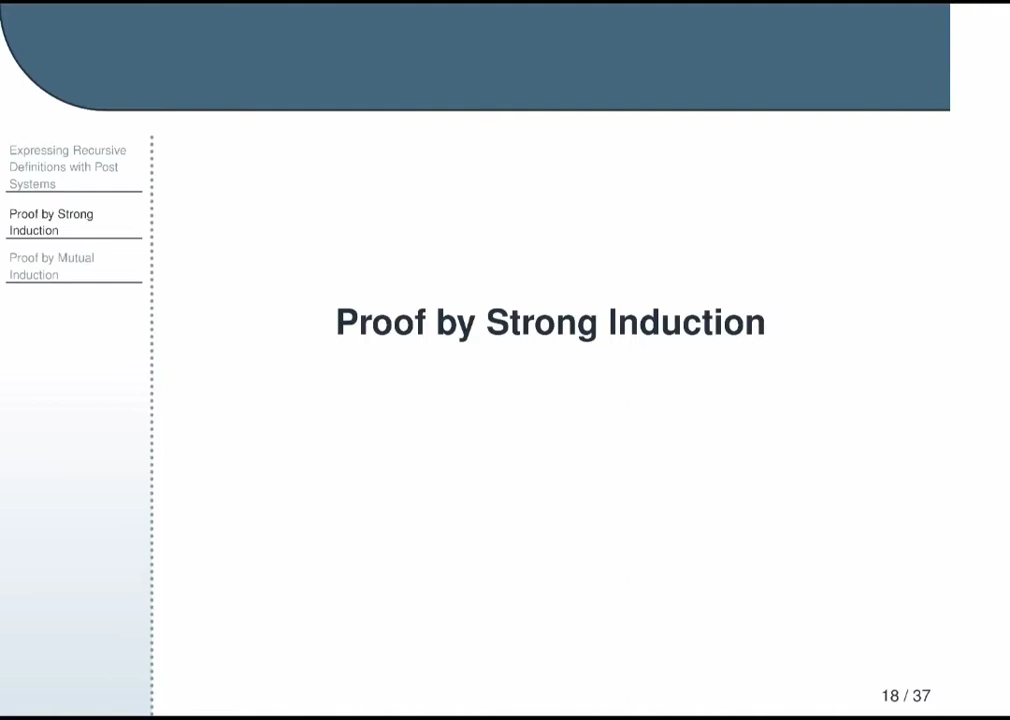 Expressing Recursive
Definitions with Post
Systems
Proof by Strong
Induction
Proof by Mutual
Induction
Proof by Strong Induction
18 / 37